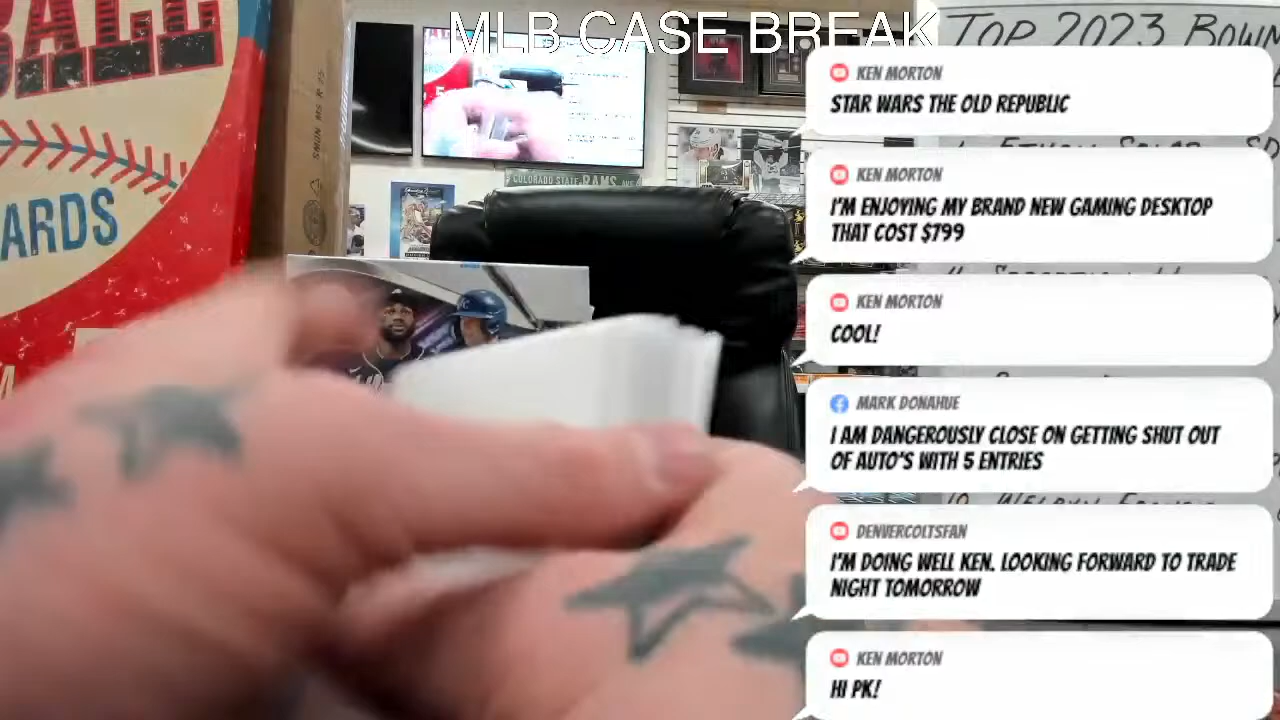 MLB CASE BREAK
BALL
ARDS
COLORADO STATE RAMS
TOP 2023 BOWM
KEN MORTON
STAR WARS THE OLD REPUBLIC
KEN MORTON
I'M ENJOYING MY BRAND NEW GAMING DESKTOP
THAT COST $799
KEN MORTON
COOL!
MARK DONAHUE
I AM DANGEROUSLY CLOSE ON GETTING SHUT OUT
OF AUTO'S WITH 5 ENTRIES
DENVERCOLTSFAN
I'M DOING WELL KEN. LOOKING FORWARD TO TRADE
NIGHT TOMORROW
KEN MORTON
HI PK!